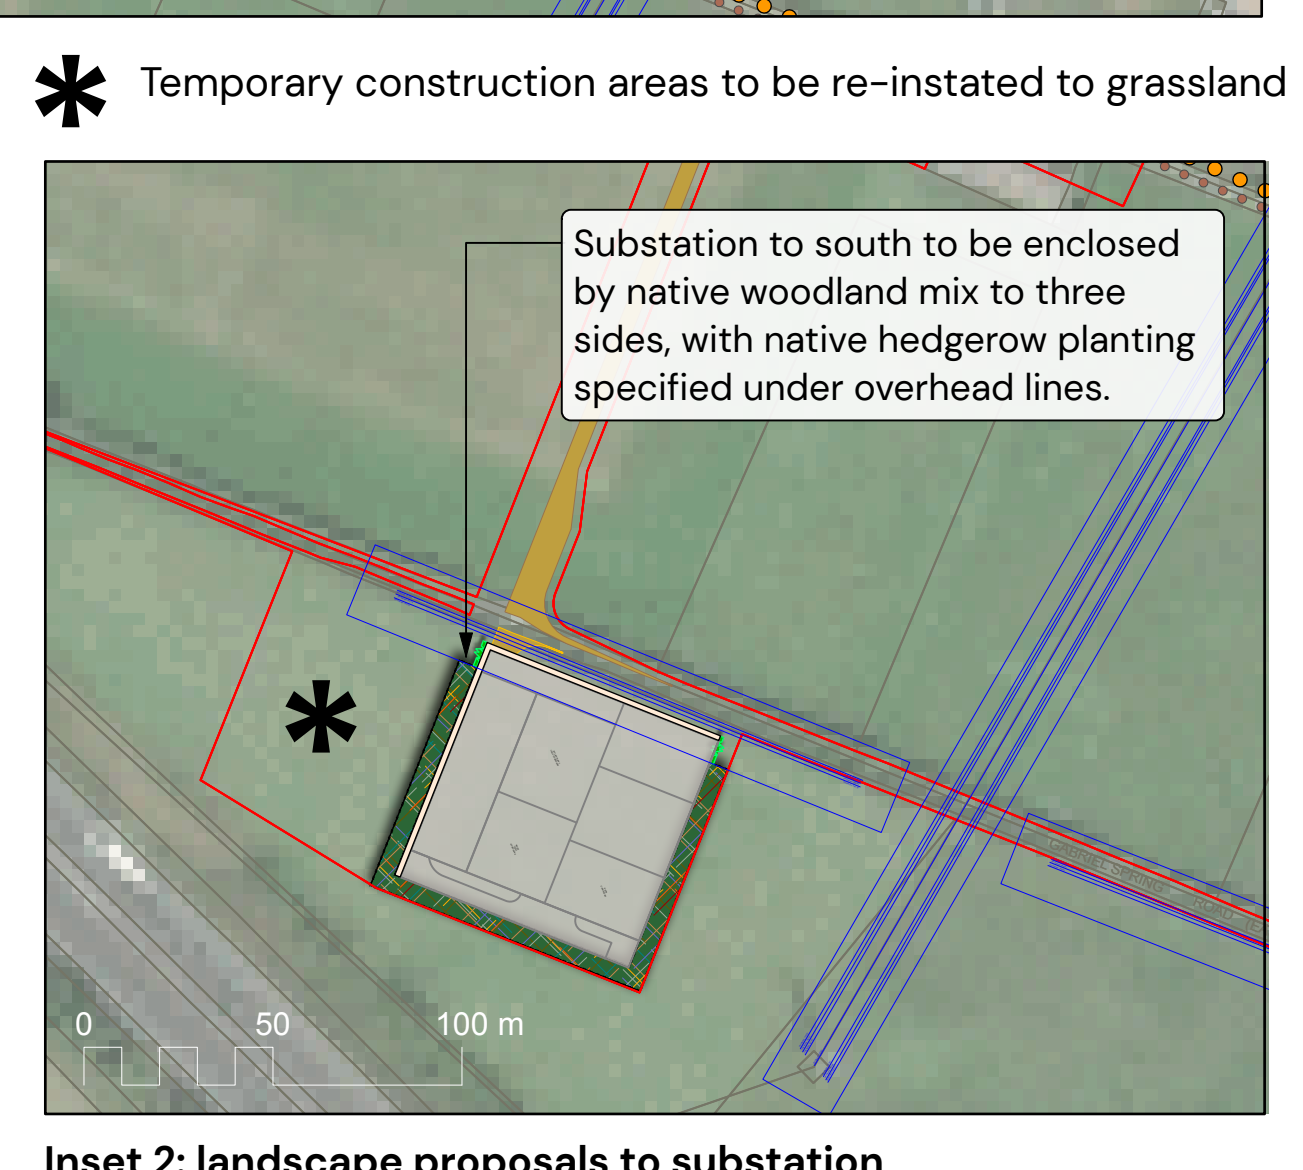 * Temporary construction areas to be re-instated to grassland
Substation to south to be enclosed
by native woodland mix to three
sides, with native hedgerow planting
specified under overhead lines.
*
GABRIEL SPRING
ROAD
0 50 100 m
Inset 2: landscape proposals to substation